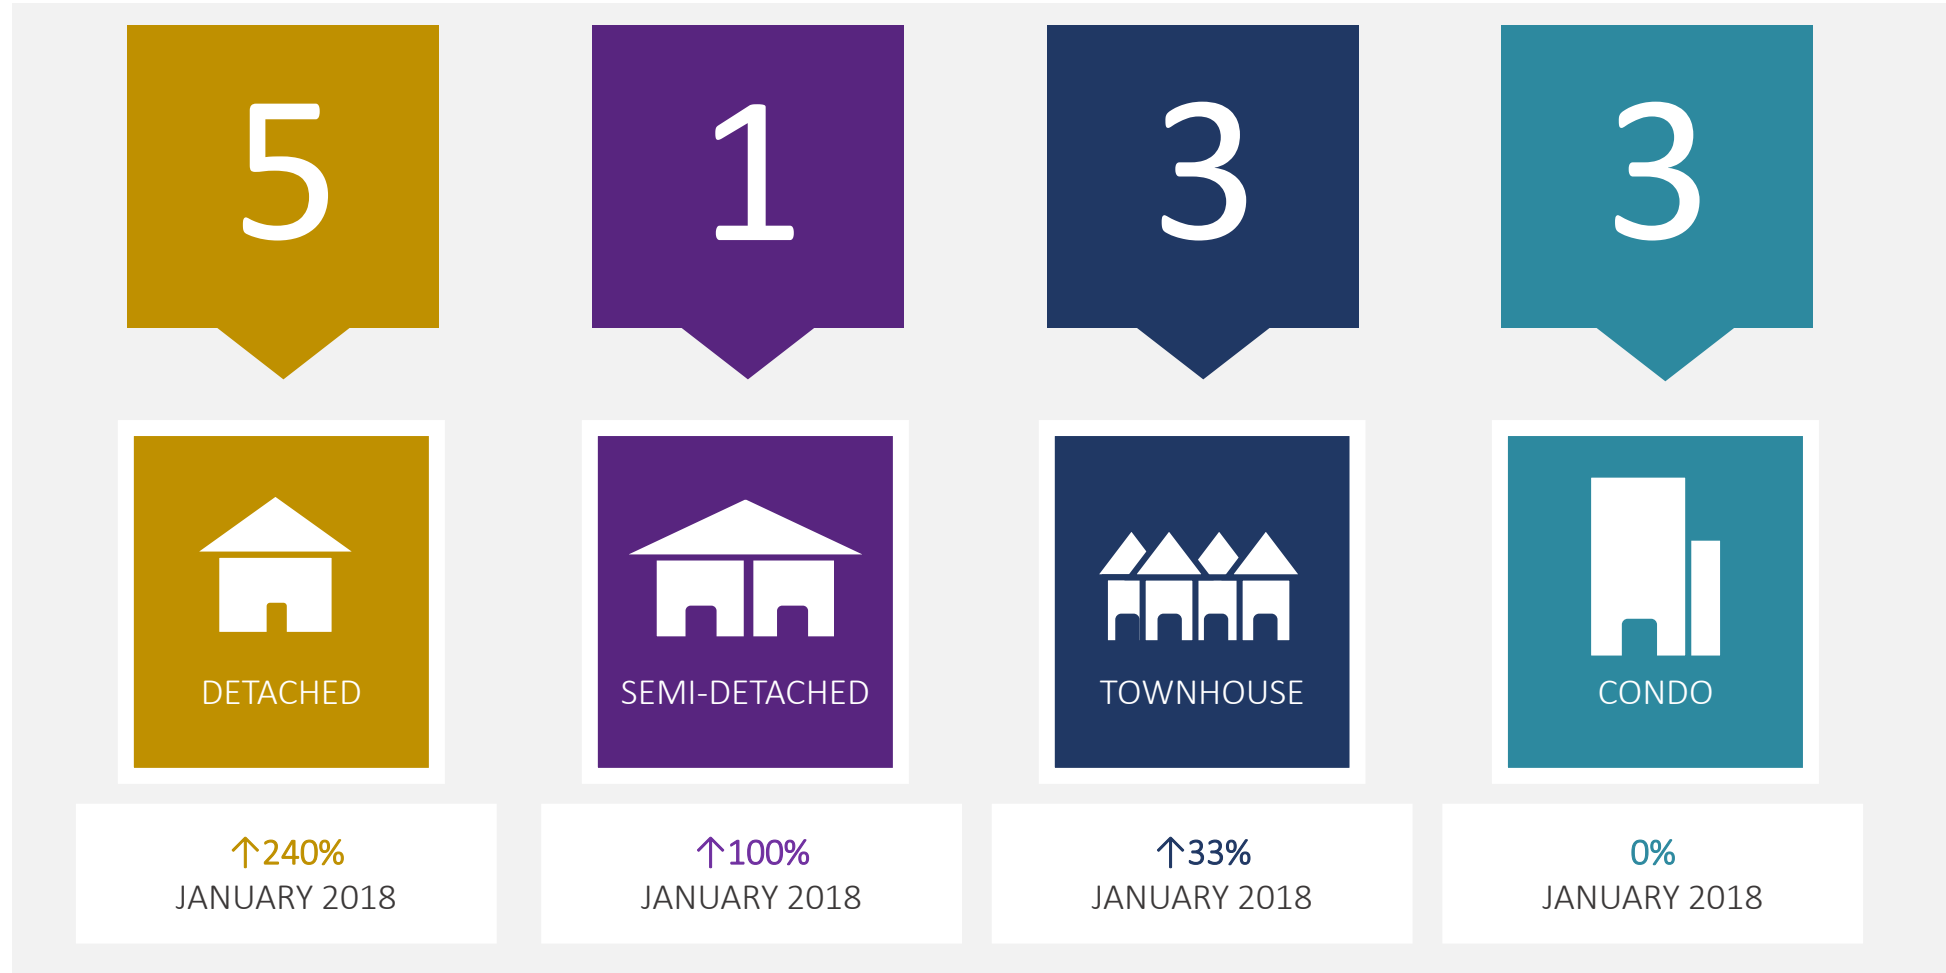 5
1
3
3
DETACHED
SEMI-DETACHED
TOWNHOUSE
CONDO
↑240%
JANUARY 2018
↑100%
JANUARY 2018
↑33%
JANUARY 2018
0%
JANUARY 2018